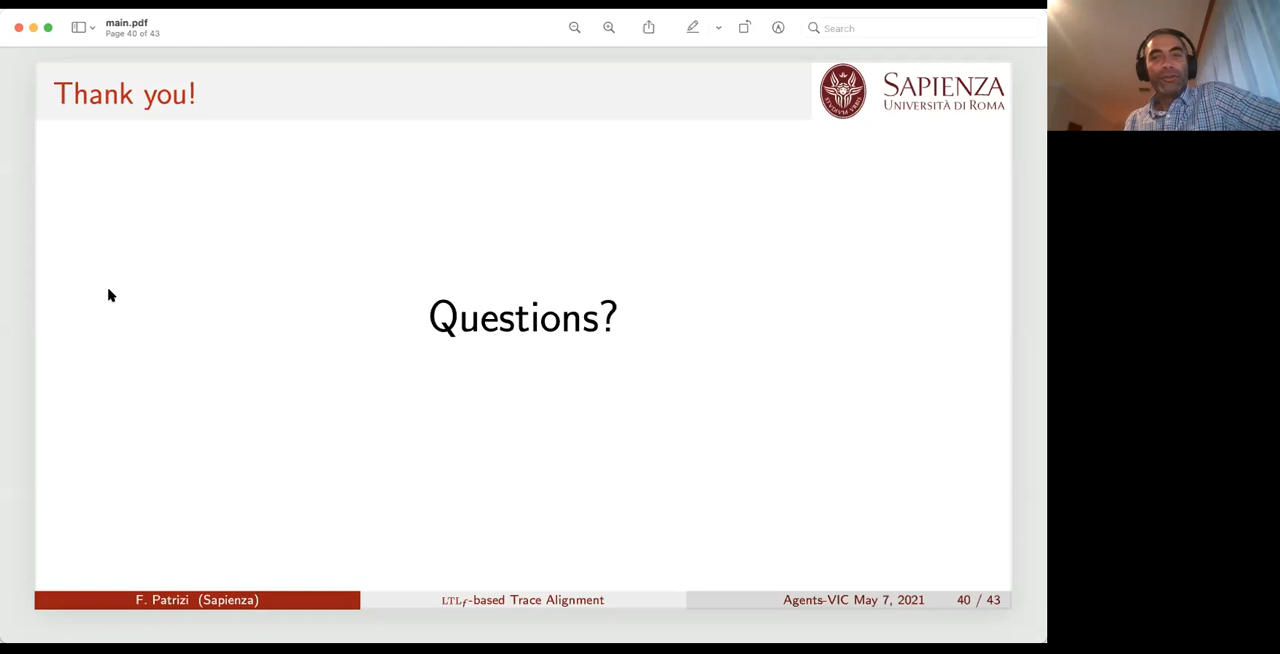 main.pdf
Page 40 of 43
Search
Thank you!
SAPIENZA
UNIVERSITÀ DI ROMA
Questions?
F. Patrizi (Sapienza)
LTLf-based Trace Alignment
Agents-VIC May 7, 2021
40 / 43